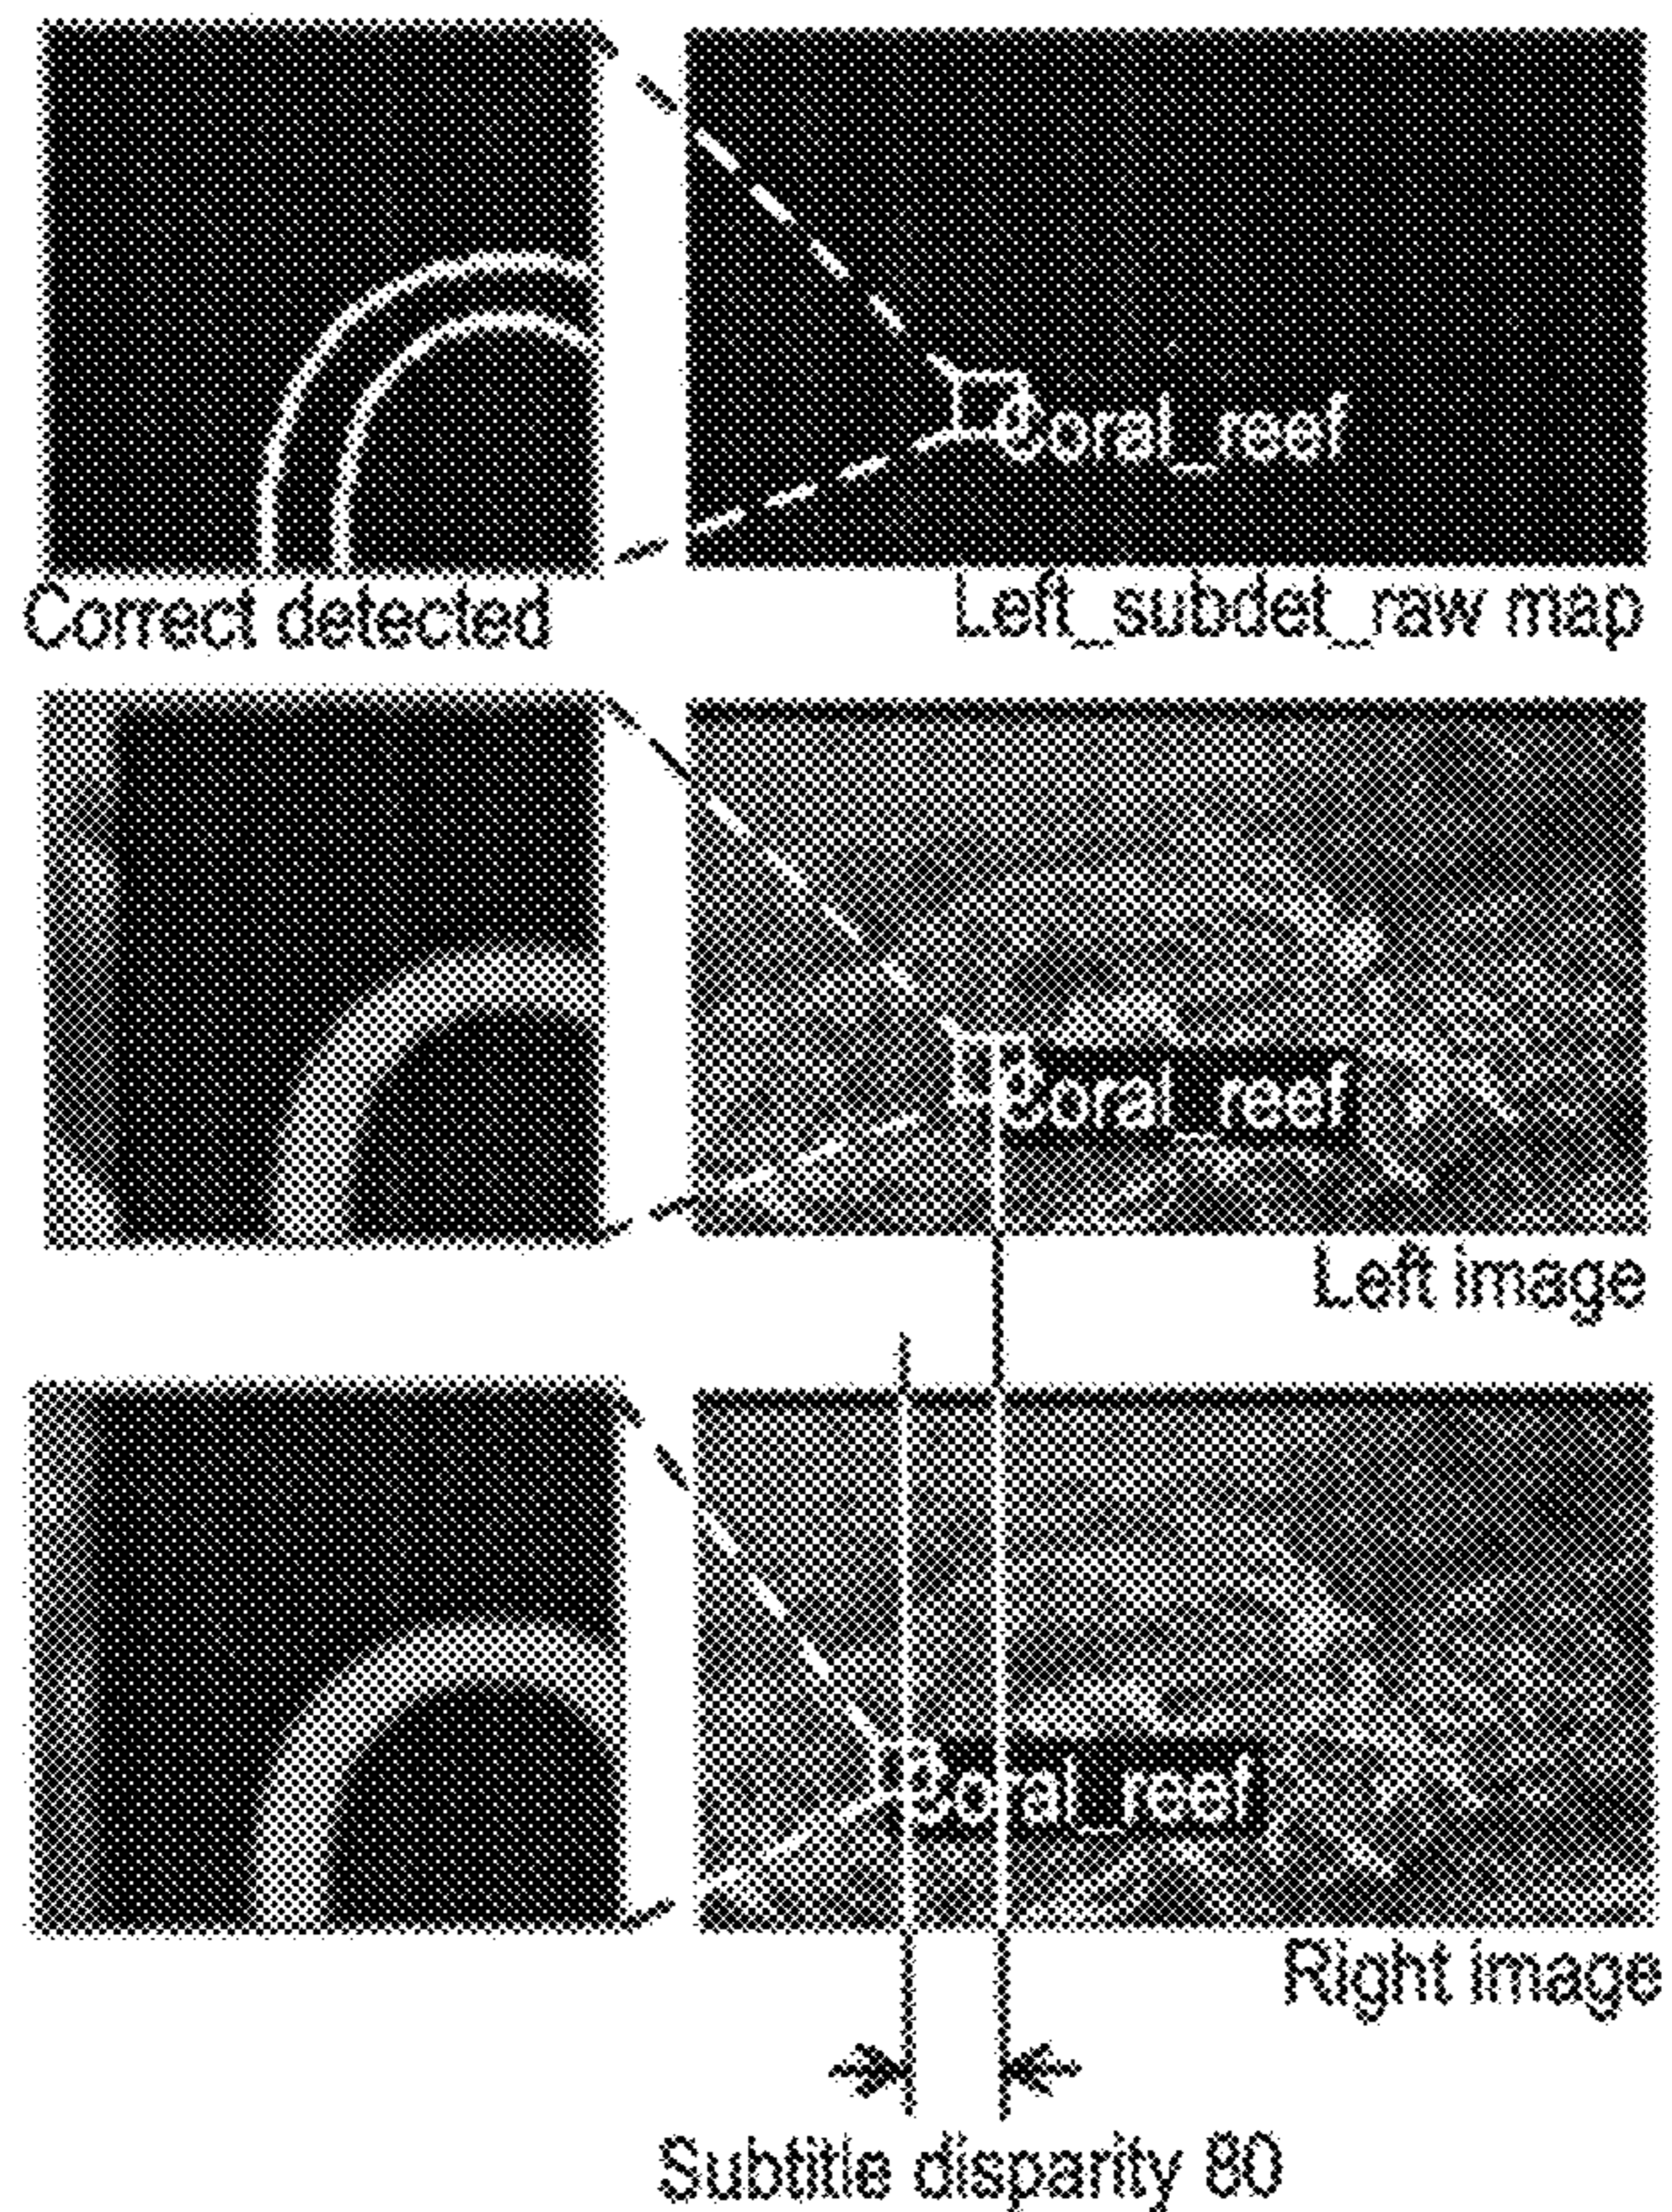 Coral_reef
Correct detected
Left_subdet_raw map
Coral_reef
Left image
Coral_reef
Right image
Subtitle disparity 80